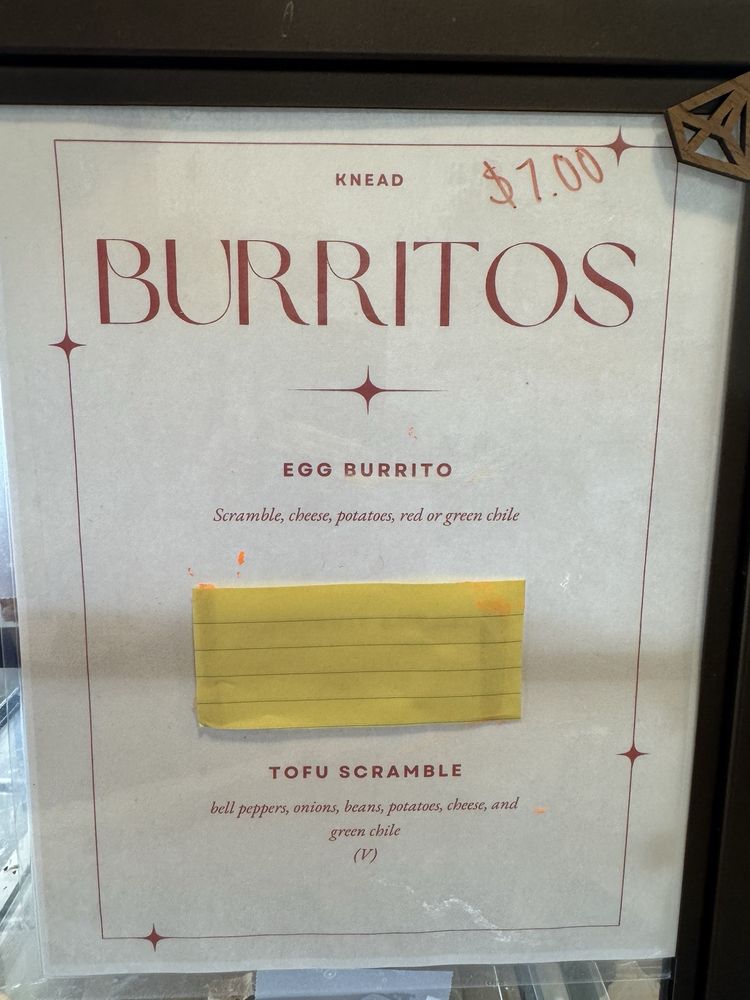 KNEAD
$7.00
BURRITOS
EGG BURRITO
Scramble, cheese, potatoes, red or green chile
TOFU SCRAMBLE
bell peppers, onions, beans, potatoes, cheese, and
green chile
(V)